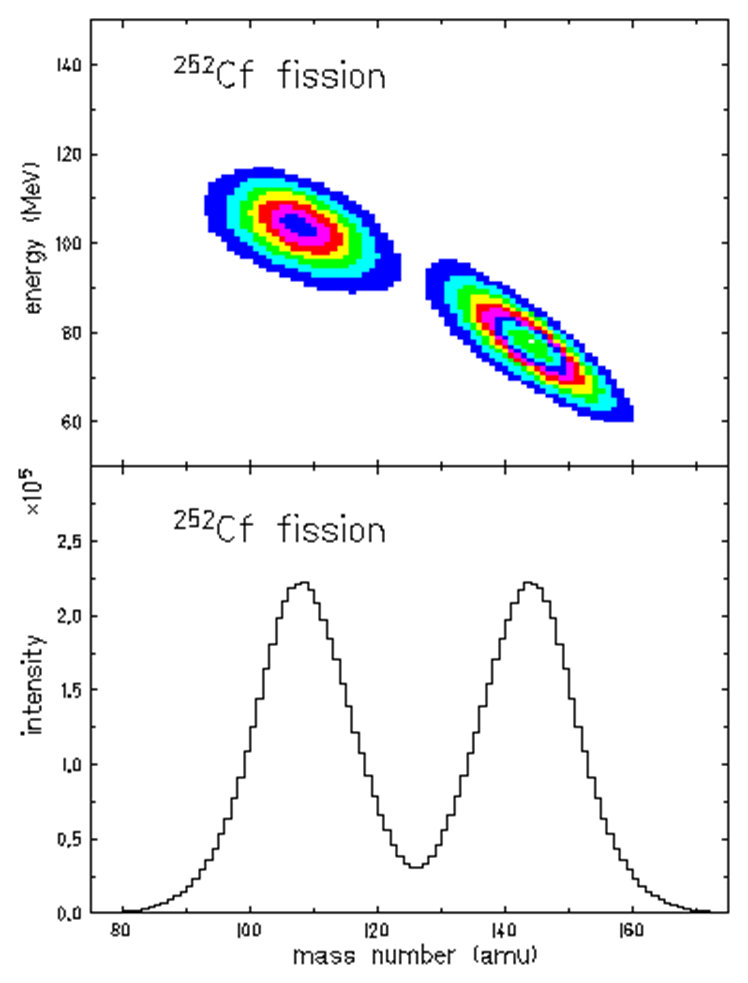 140
²⁵²Cf fission
120
energy (MeV)
100
80
60
×10⁵
²⁵²Cf fission
2.5
2.0
intensity
1.5
1.0
0.5
0.0
80 100 120 140 160
mass number (amu)